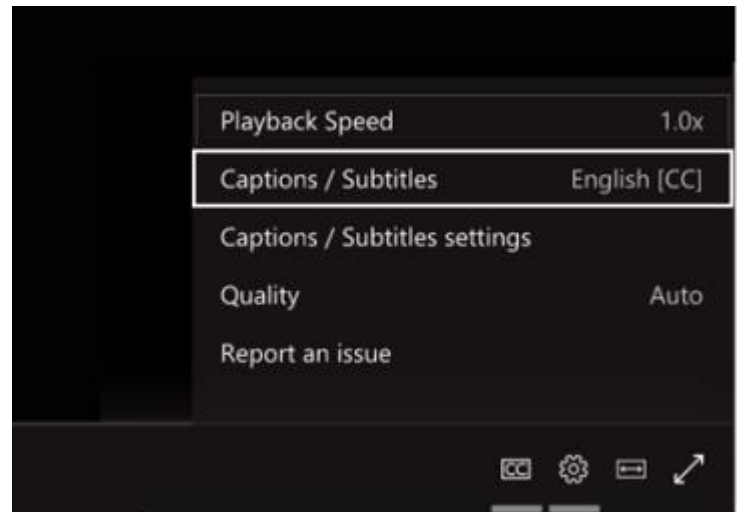 Playback Speed 1.0x
Captions / Subtitles English [CC]
Captions / Subtitles settings
Quality Auto
Report an issue
CC